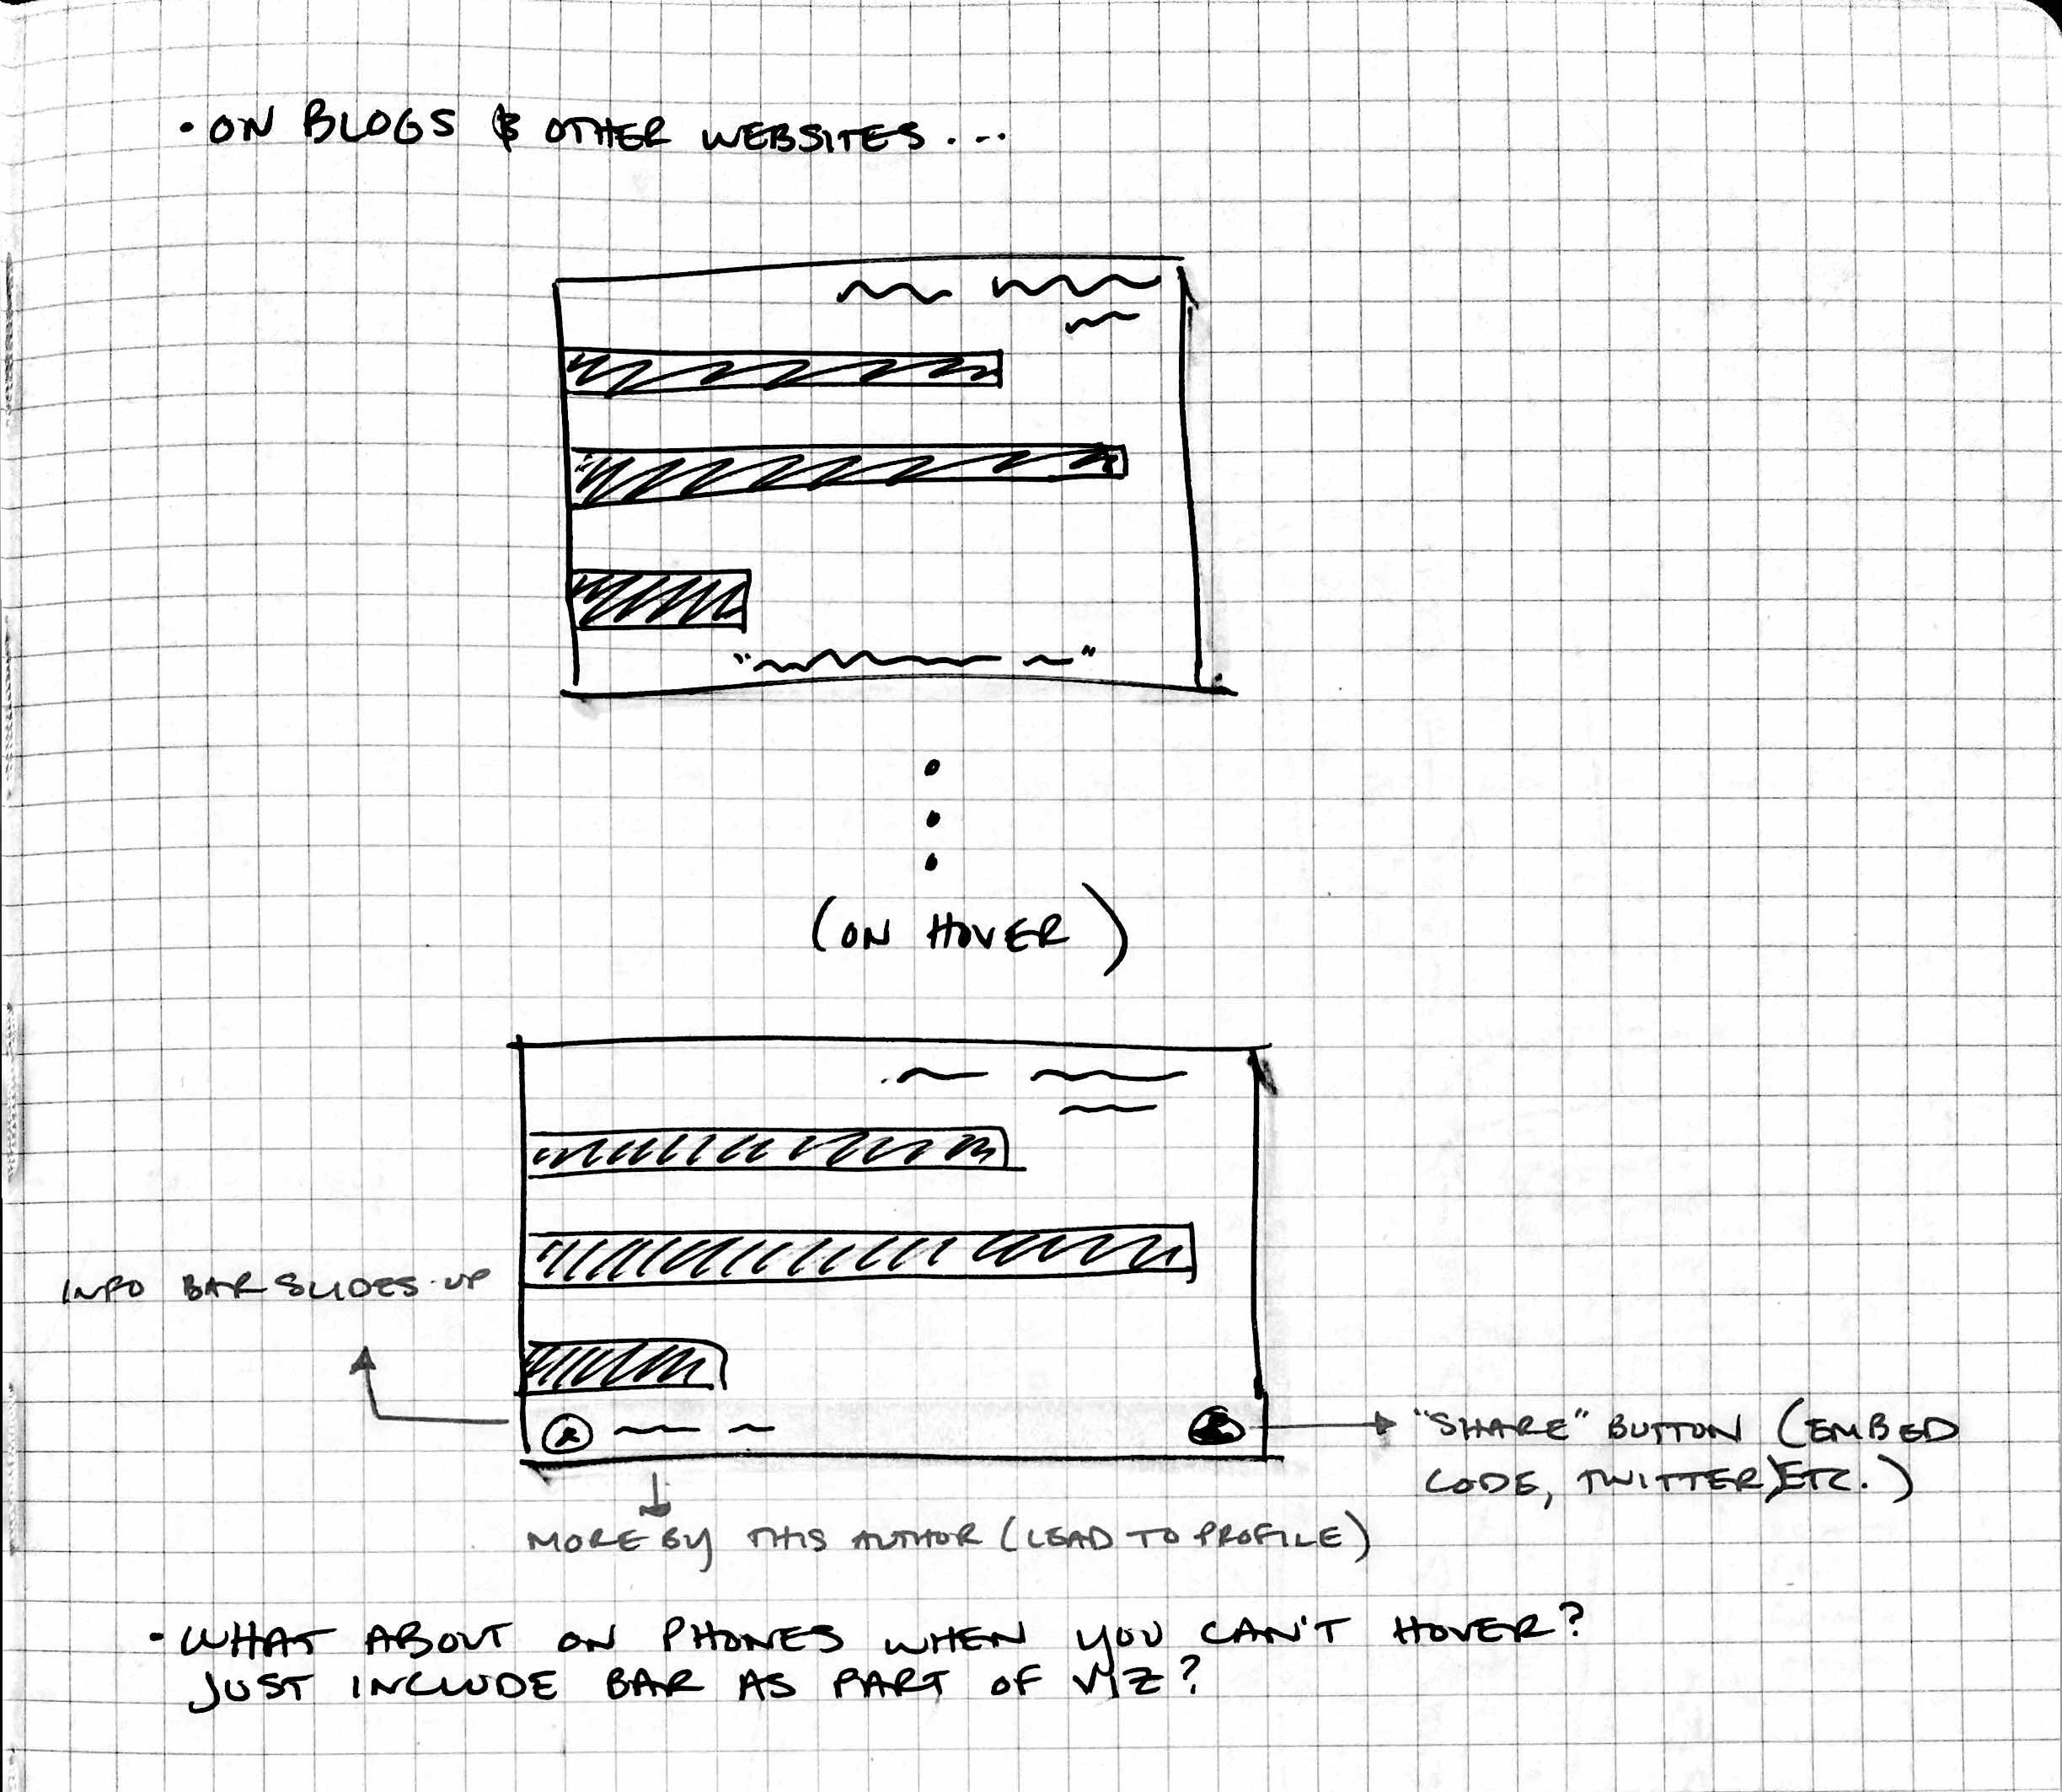 • ON BLOGS & OTHER WEBSITES...
(ON HOVER)
INFO BAR SLIDES UP
"SHARE" BUTTON (EMBED
CODE, TWITTER, ETC.)
MORE BY THIS AUTHOR (LEAD TO PROFILE)
• WHAT ABOUT ON PHONES WHEN YOU CAN'T HOVER?
JUST INCLUDE BAR AS PART OF VIZ?